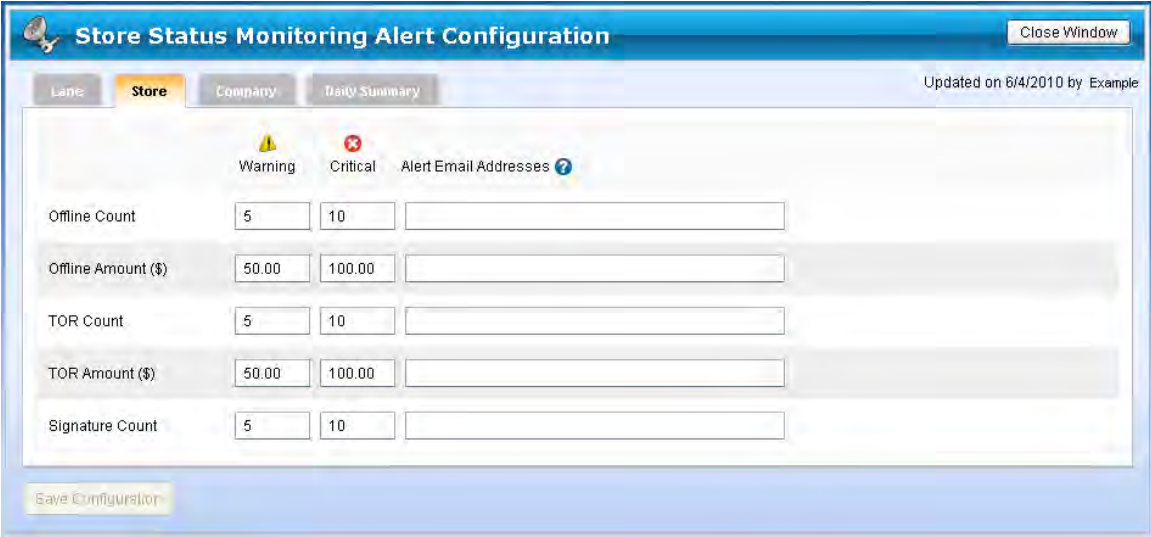 Store Status Monitoring Alert Configuration
Close Window
Lane Store Company Daily Summary
Updated on 6/4/2010 by Example
Warning Critical Alert Email Addresses ?
Offline Count 5 10
Offline Amount ($) 50.00 100.00
TOR Count 5 10
TOR Amount ($) 50.00 100.00
Signature Count 5 10
Save Configuration